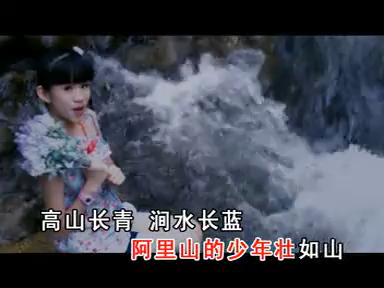 高山长青 涧水长蓝
阿里山的少年壮如山